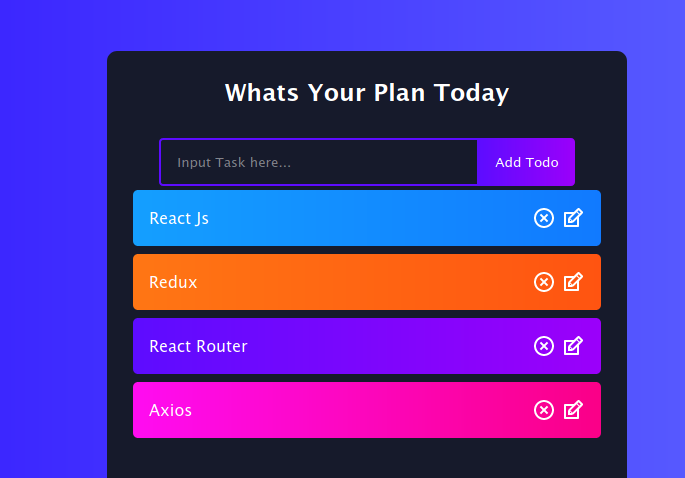 Whats Your Plan Today
Input Task here...
Add Todo
React Js
Redux
React Router
Axios